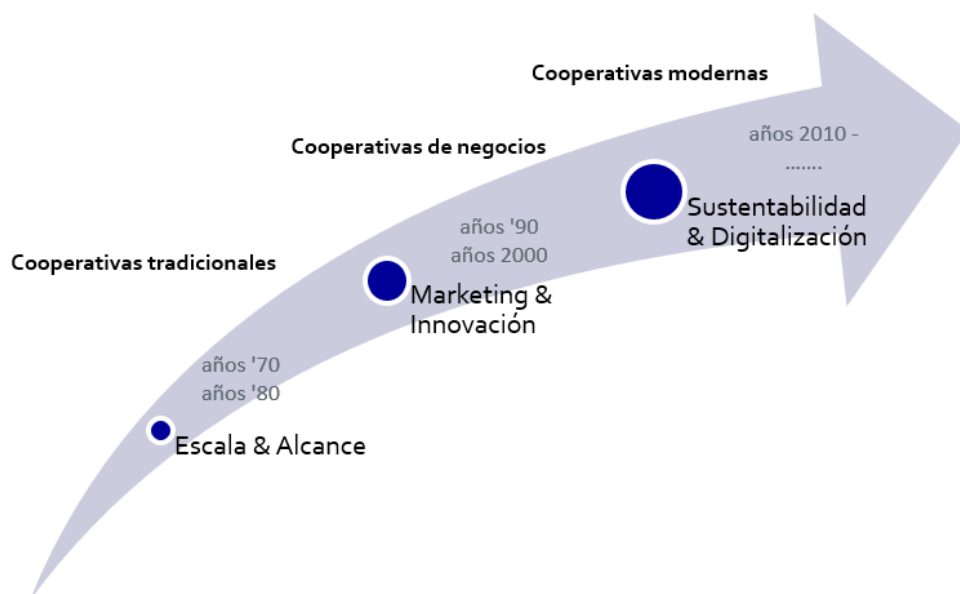 Cooperativas modernas
años 2010 -
.......
Sustentabilidad
& Digitalización
Cooperativas de negocios
años '90
años 2000
Marketing &
Innovación
Cooperativas tradicionales
años '70
años '80
Escala & Alcance